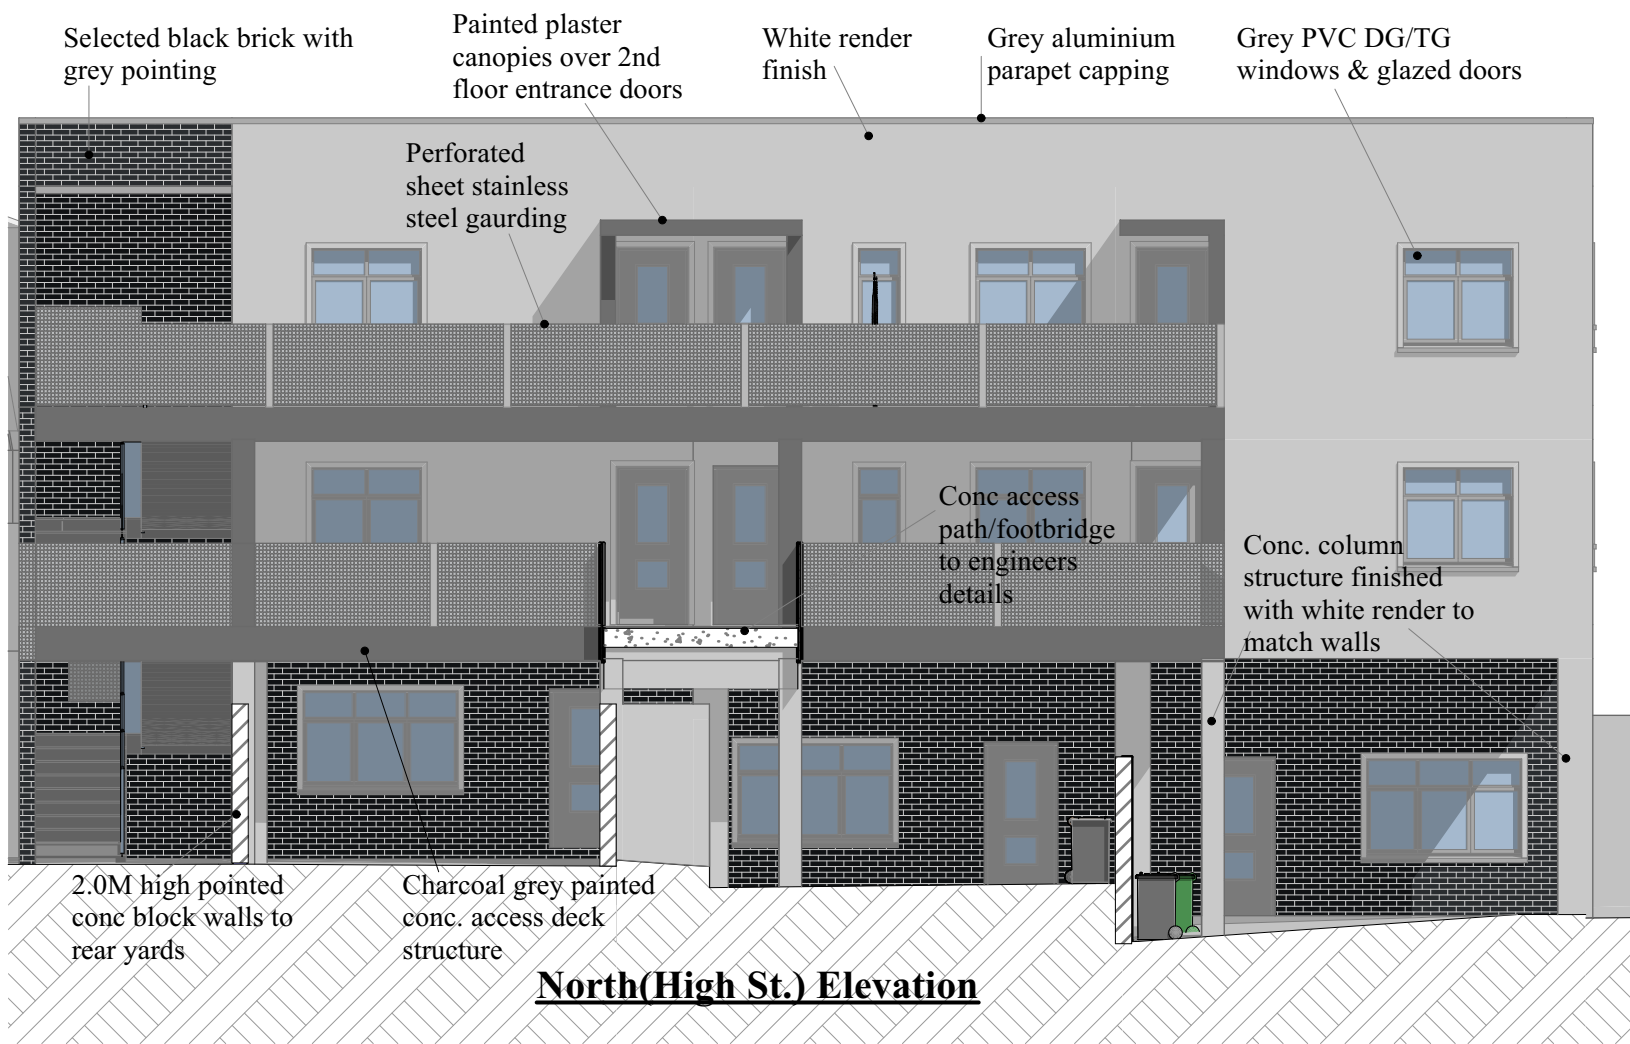 Selected black brick with
grey pointing
Painted plaster
canopies over 2nd
floor entrance doors
White render
finish
Grey aluminium
parapet capping
Grey PVC DG/TG
windows & glazed doors
Perforated
sheet stainless
steel gaurding
Conc access
path/footbridge
to engineers
details
Conc. column
structure finished
with white render to
match walls
2.0M high pointed
conc block walls to
rear yards
Charcoal grey painted
conc. access deck
structure
North(High St.) Elevation